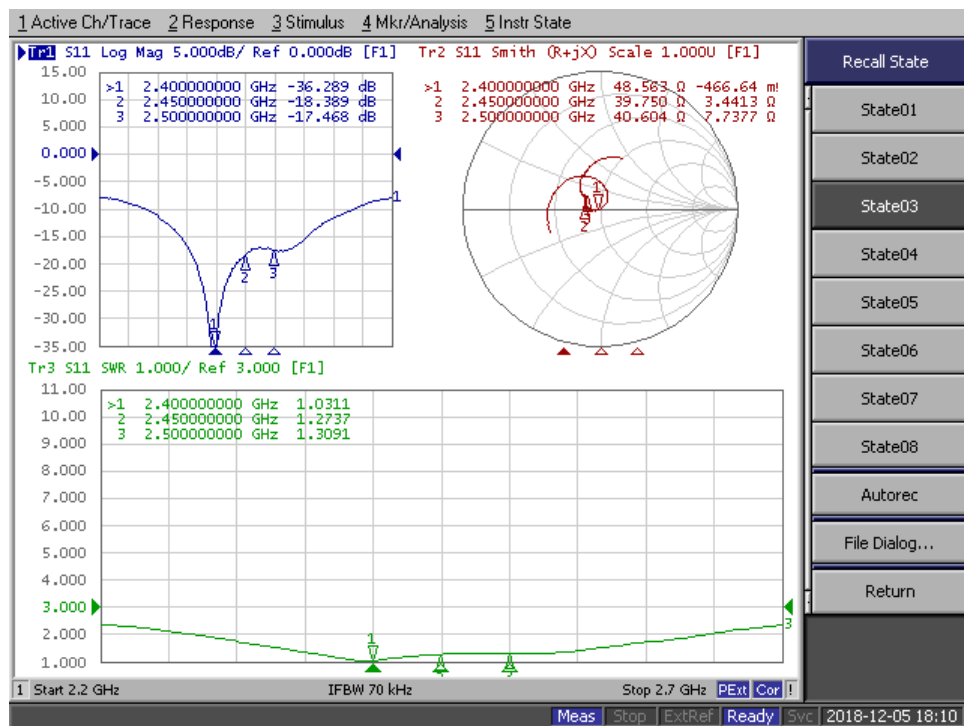 1 Active Ch/Trace 2 Response 3 Stimulus 4 Mkr/Analysis 5 Instr State
Tr1 S11 Log Mag 5.000dB/ Ref 0.000dB [F1]
15.00
10.00
5.000
0.000
-5.000
-10.00
-15.00
-20.00
-25.00
-30.00
-35.00
>1 2.400000000 GHz -36.289 dB
2 2.450000000 GHz -18.389 dB
3 2.500000000 GHz -17.468 dB
1
2
3
1
Tr2 S11 Smith (R+jX) Scale 1.000U [F1]
>1 2.400000000 GHz 48.563 Ω -466.64 m
2 2.450000000 GHz 39.750 Ω 3.4413 Ω
3 2.500000000 GHz 40.604 Ω 7.7377 Ω
1
2
Tr3 S11 SWR 1.000/ Ref 3.000 [F1]
11.00
10.00
9.000
8.000
7.000
6.000
5.000
4.000
3.000
2.000
1.000
>1 2.400000000 GHz 1.0311
2 2.450000000 GHz 1.2737
3 2.500000000 GHz 1.3091
1
3
1 Start 2.2 GHz IFBW 70 kHz Stop 2.7 GHz PExt Cor !
Meas Stop ExtRef Ready Svc 2018-12-05 18:10
Recall State
State01
State02
State03
State04
State05
State06
State07
State08
Autorec
File Dialog...
Return